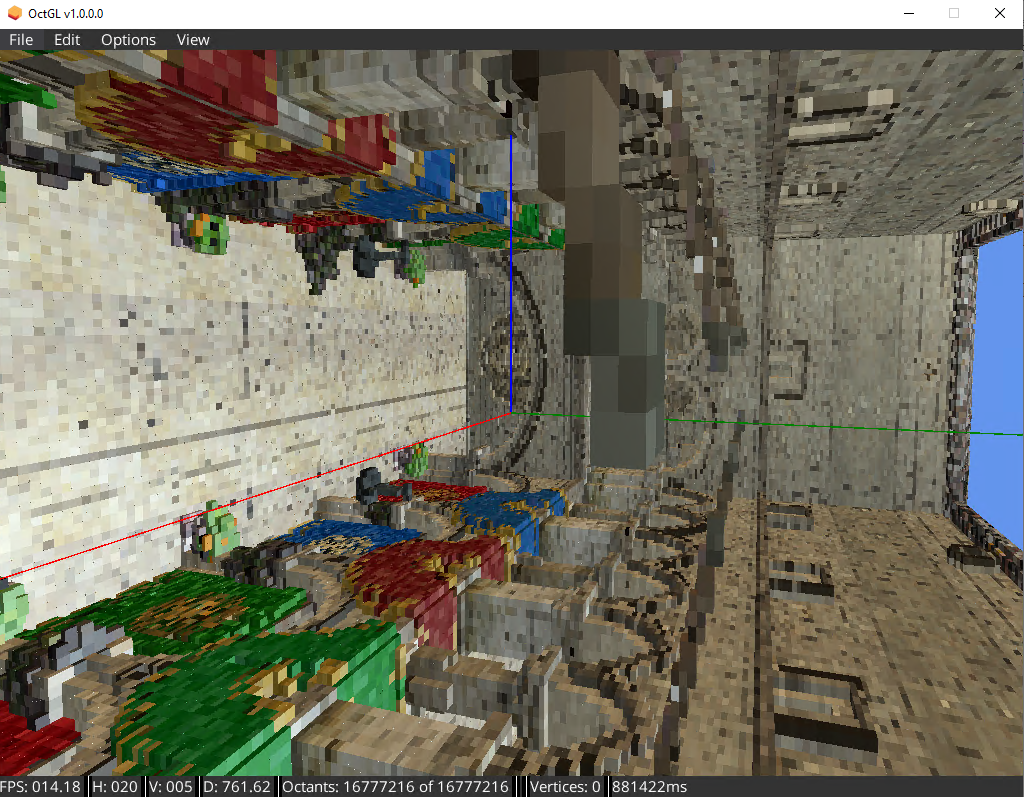 OctGL v1.0.0.0
File Edit Options View
FPS: 014.18 H: 020 V: 005 D: 761.62 Octants: 16777216 of 16777216 Vertices: 0 881422ms